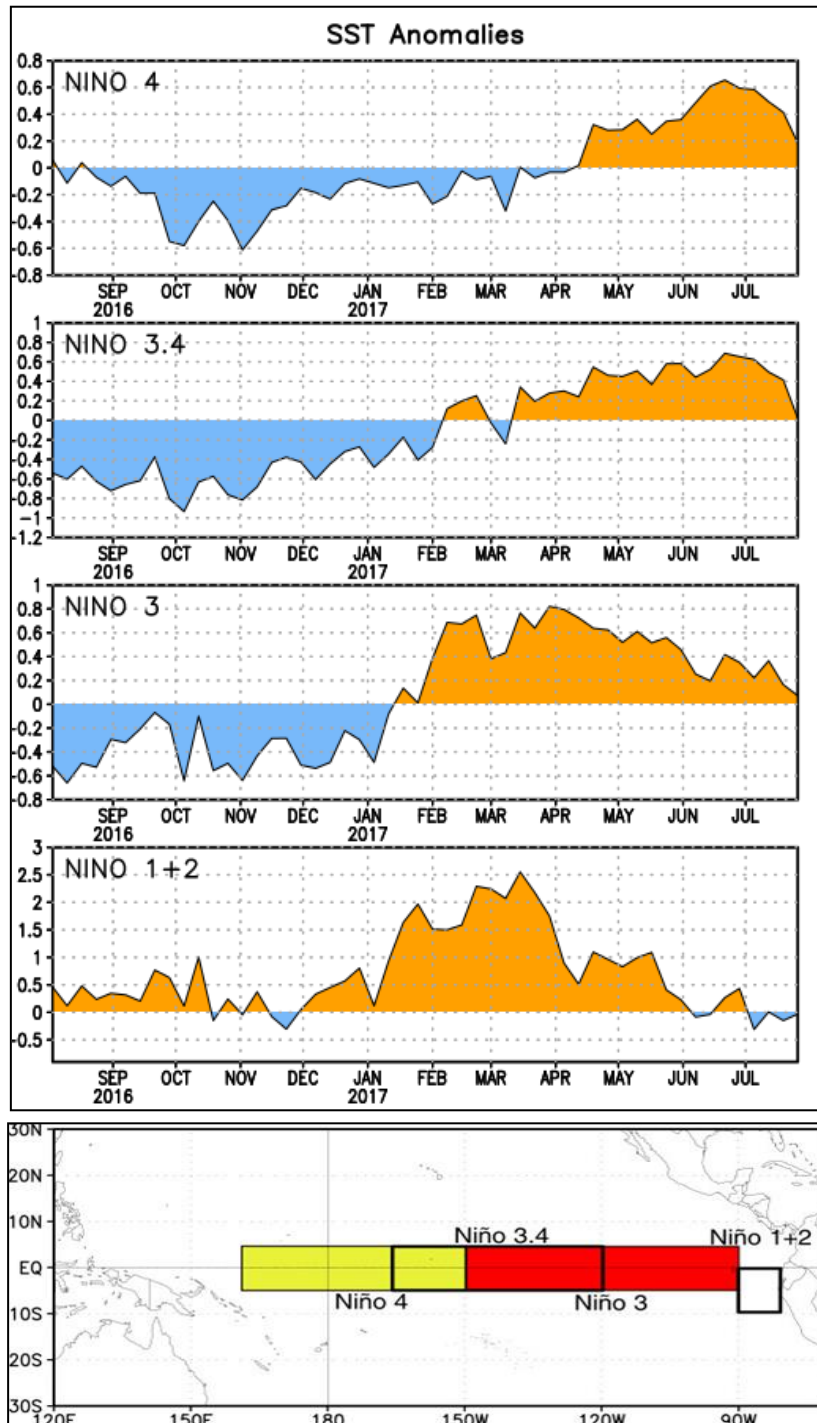 SST Anomalies
NINO 4
0.8
0.6
0.4
0.2
0
-0.2
-0.4
-0.6
-0.8
SEP OCT NOV DEC JAN FEB MAR APR MAY JUN JUL
2016 2017
NINO 3.4
1
0.8
0.6
0.4
0.2
0
-0.2
-0.4
-0.6
-0.8
-1
-1.2
SEP OCT NOV DEC JAN FEB MAR APR MAY JUN JUL
2016 2017
NINO 3
1
0.8
0.6
0.4
0.2
0
-0.2
-0.4
-0.6
-0.8
SEP OCT NOV DEC JAN FEB MAR APR MAY JUN JUL
2016 2017
NINO 1+2
3
2.5
2
1.5
1
0.5
0
-0.5
SEP OCT NOV DEC JAN FEB MAR APR MAY JUN JUL
2016 2017
30N
20N
10N
EQ
10S
20S
30S
Niño 3.4
Niño 1+2
Niño 4
Niño 3
120E 150E 180 150W 120W 90W